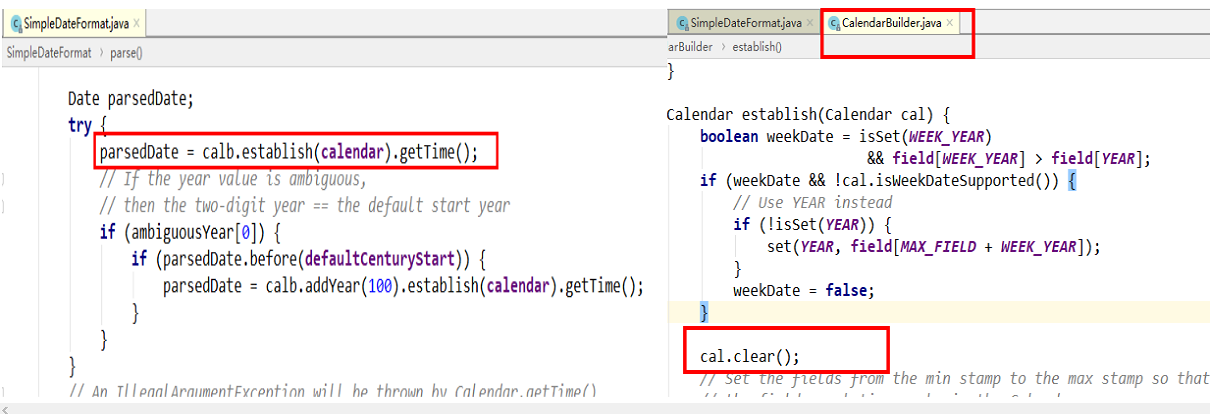 SimpleDateFormat.java ×
SimpleDateFormat › parse()
Date parsedDate;
try {
parsedDate = calb.establish(calendar).getTime();
// If the year value is ambiguous,
// then the two-digit year == the default start year
if (ambiguousYear[0]) {
if (parsedDate.before(defaultCenturyStart)) {
parsedDate = calb.addYear(100).establish(calendar).getTime();
}
}
}
// An IllegalArgumentException will be thrown by Calendar.getTime()
SimpleDateFormat.java × CalendarBuilder.java ×
arBuilder › establish()
}
Calendar establish(Calendar cal) {
boolean weekDate = isSet(WEEK_YEAR)
&& field[WEEK_YEAR] > field[YEAR];
if (weekDate && !cal.isWeekDateSupported()) {
// Use YEAR instead
if (!isSet(YEAR)) {
set(YEAR, field[MAX_FIELD + WEEK_YEAR]);
}
weekDate = false;
}
cal.clear();
// Set the fields from the min stamp to the max stamp so that